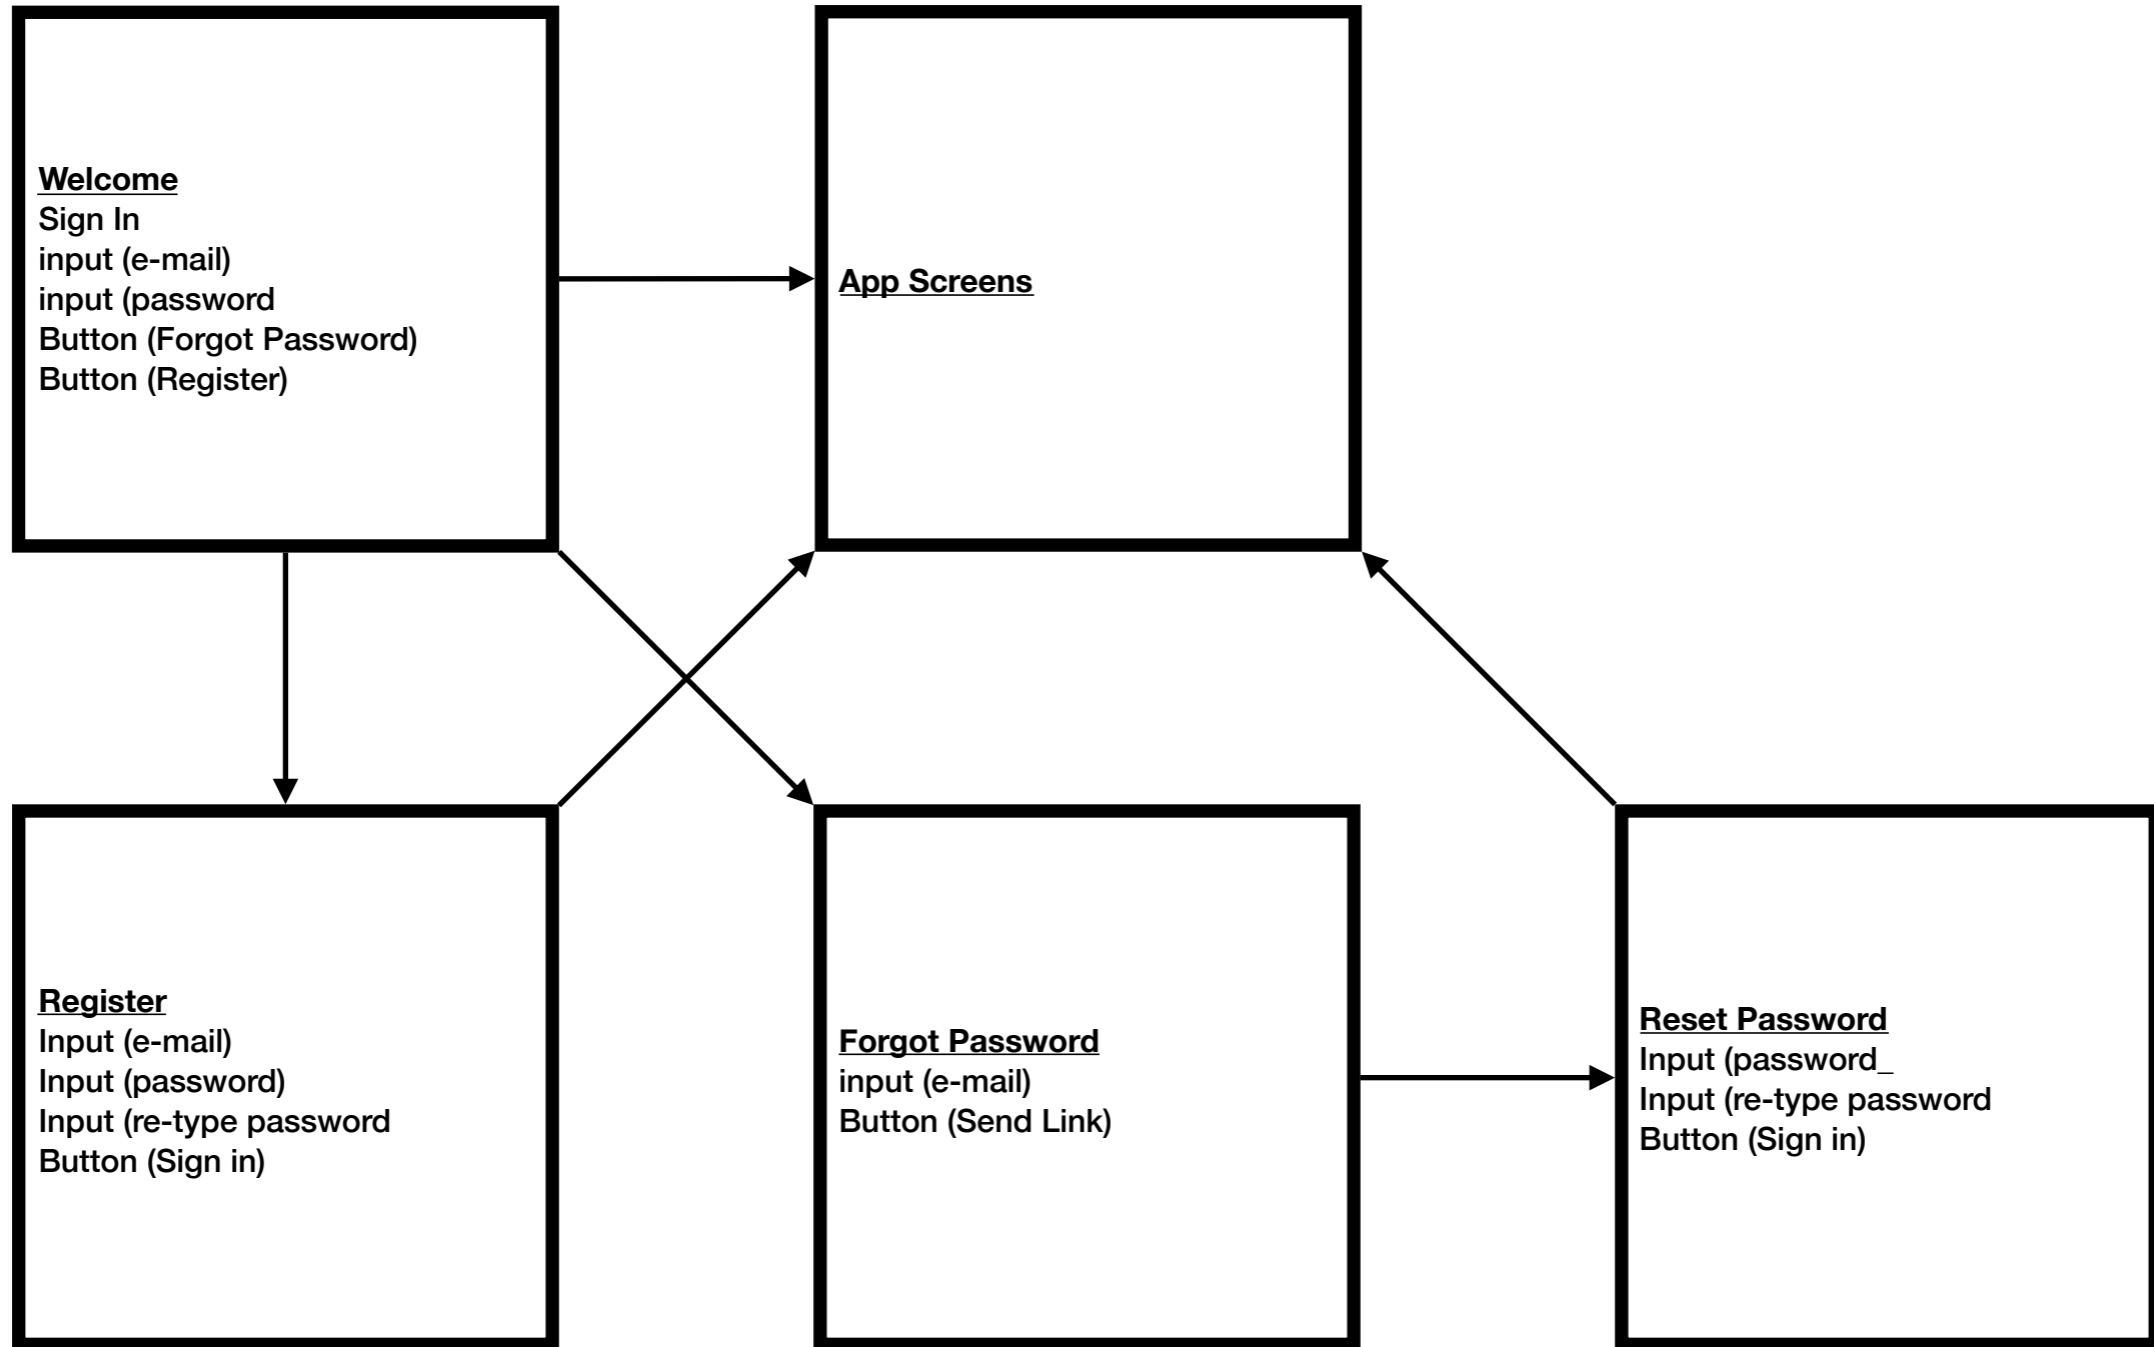 Welcome
Sign In
input (e-mail)
input (password
Button (Forgot Password)
Button (Register)
App Screens
Register
Input (e-mail)
Input (password)
Input (re-type password
Button (Sign in)
Forgot Password
input (e-mail)
Button (Send Link)
Reset Password
Input (password_
Input (re-type password
Button (Sign in)